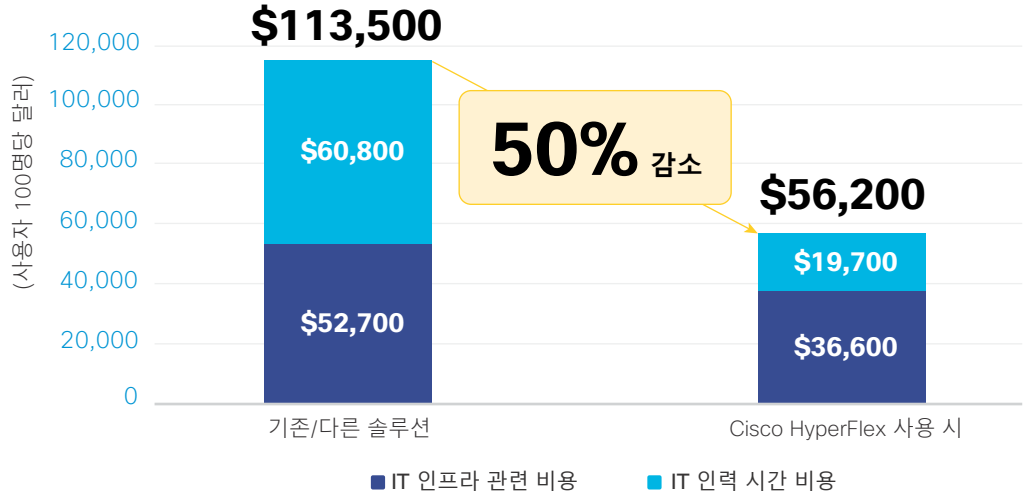 (사용자 100명당 달러)
120,000
100,000
80,000
60,000
40,000
20,000
0
$113,500
$60,800
$52,700
50% 감소
$56,200
$19,700
$36,600
기존/다른 솔루션
Cisco HyperFlex 사용 시
IT 인프라 관련 비용
IT 인력 시간 비용